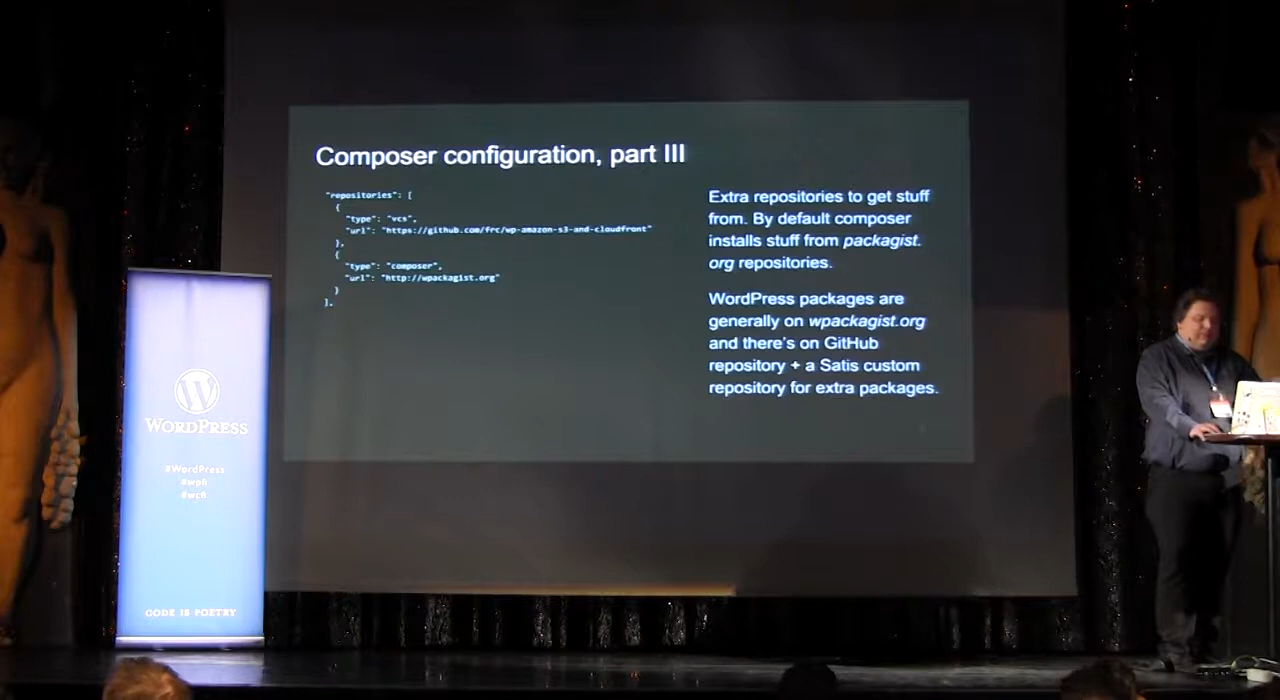 Composer configuration, part III
"repositories": [
{
"type": "vcs",
"url": "https://github.com/frc/wp-amazon-s3-and-cloudfront"
},
{
"type": "composer",
"url": "http://wpackagist.org"
}
],
Extra repositories to get stuff
from. By default composer
installs stuff from packagist.
org repositories.
WordPress packages are
generally on wpackagist.org
and there's on GitHub
repository + a Satis custom
repository for extra packages.
WORDPRESS
#WordPress
#wpfi
#wcfi
CODE IS POETRY